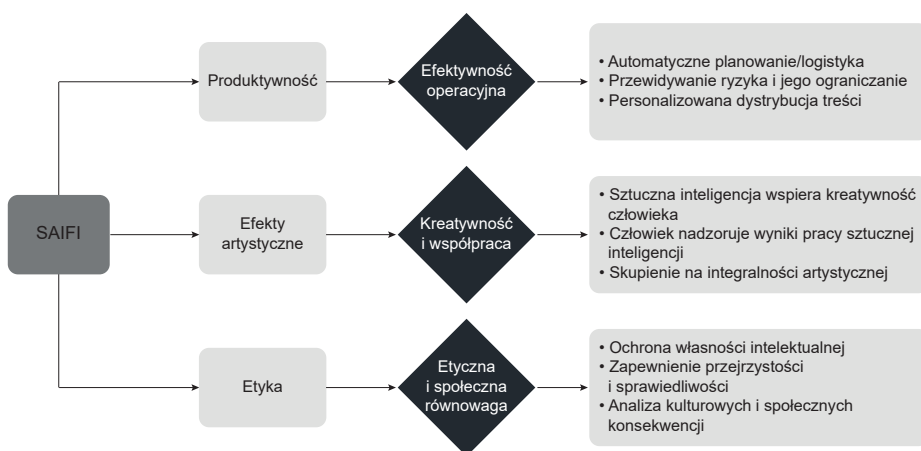 SAIFI
Produktywność
Efektywność
operacyjna
• Automatyczne planowanie/logistyka
• Przewidywanie ryzyka i jego ograniczanie
• Personalizowana dystrybucja treści
Efekty
artystyczne
Kreatywność
i współpraca
• Sztuczna inteligencja wspiera kreatywność
człowieka
• Człowiek nadzoruje wyniki pracy sztucznej
inteligencji
• Skupienie na integralności artystycznej
Etyka
Etyczna
i społeczna
równowaga
• Ochrona własności intelektualnej
• Zapewnienie przejrzystości
i sprawiedliwości
• Analiza kulturowych i społecznych
konsekwencji